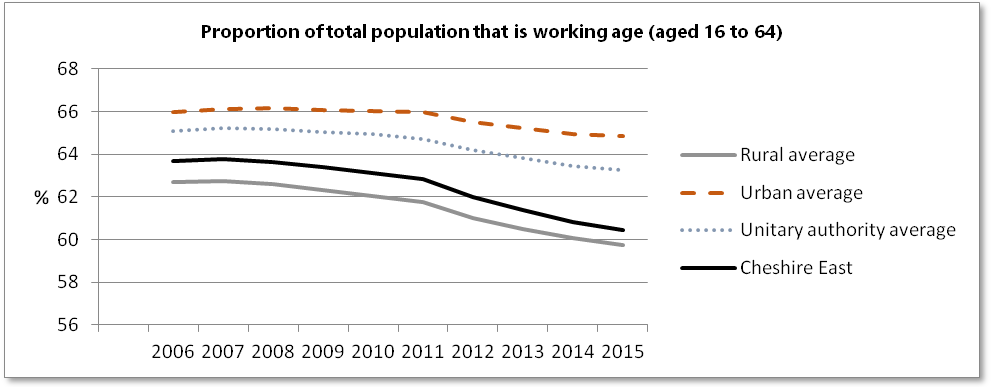 Proportion of total population that is working age (aged 16 to 64)
68
66
64
62
60
58
56
%
2006 2007 2008 2009 2010 2011 2012 2013 2014 2015
Rural average
Urban average
Unitary authority average
Cheshire East